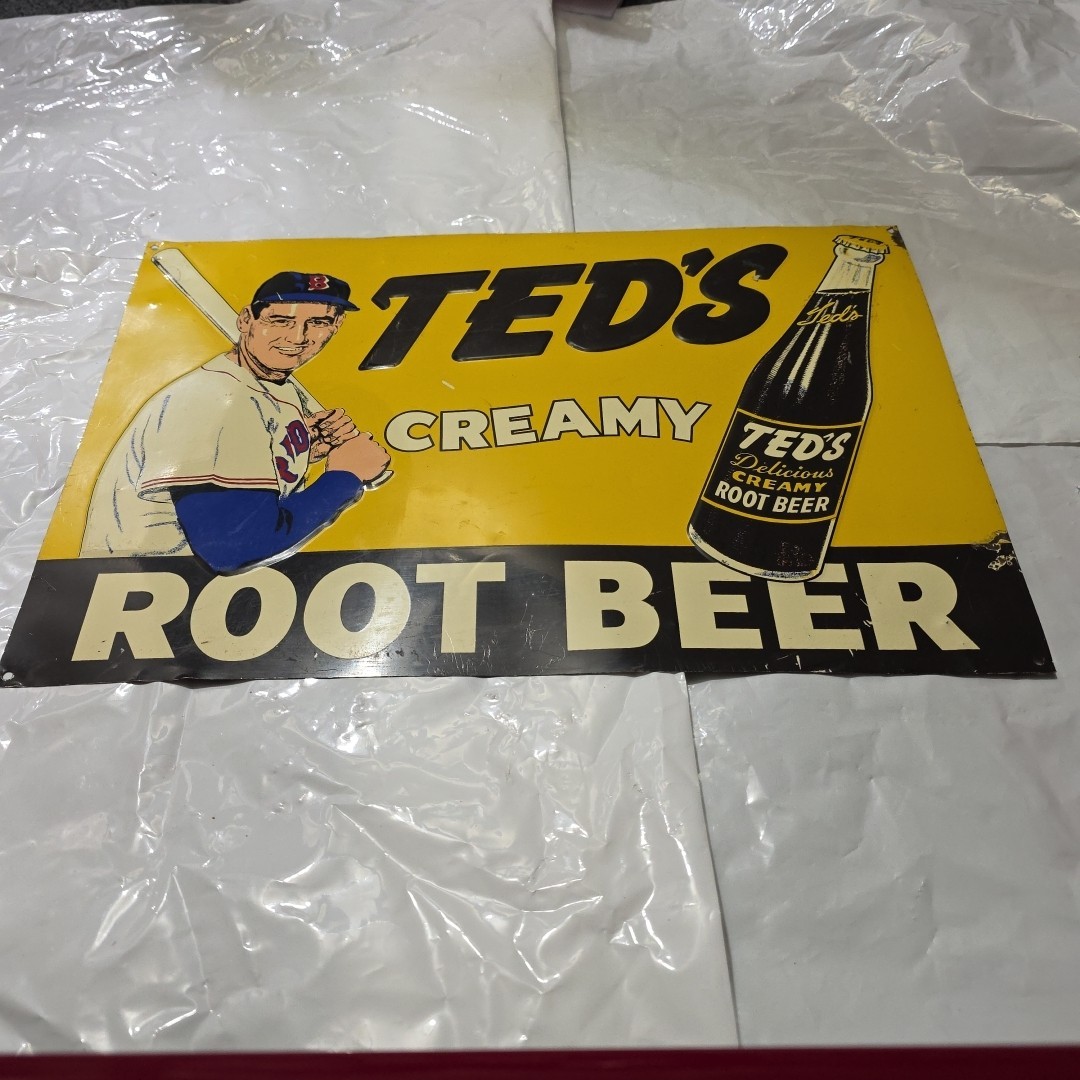 B
TED'S
CREAMY
ROOT BEER
Ted's
TED'S
Delicious
CREAMY
ROOT BEER